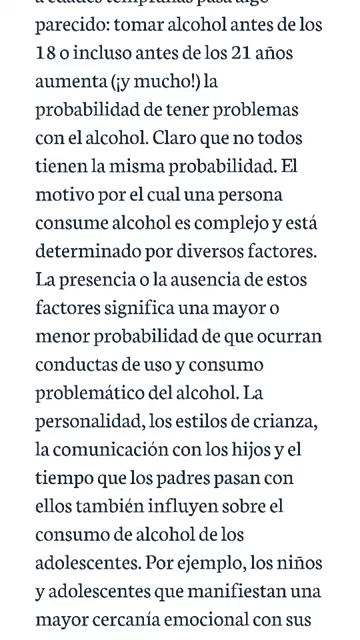 a edades tempranas pasa algo
parecido: tomar alcohol antes de los
18 o incluso antes de los 21 años
aumenta (¡y mucho!) la
probabilidad de tener problemas
con el alcohol. Claro que no todos
tienen la misma probabilidad. El
motivo por el cual una persona
consume alcohol es complejo y está
determinado por diversos factores.
La presencia o la ausencia de estos
factores significa una mayor o
menor probabilidad de que ocurran
conductas de uso y consumo
problemático del alcohol. La
personalidad, los estilos de crianza,
la comunicación con los hijos y el
tiempo que los padres pasan con
ellos también influyen sobre el
consumo de alcohol de los
adolescentes. Por ejemplo, los niños
y adolescentes que manifiestan una
mayor cercanía emocional con sus